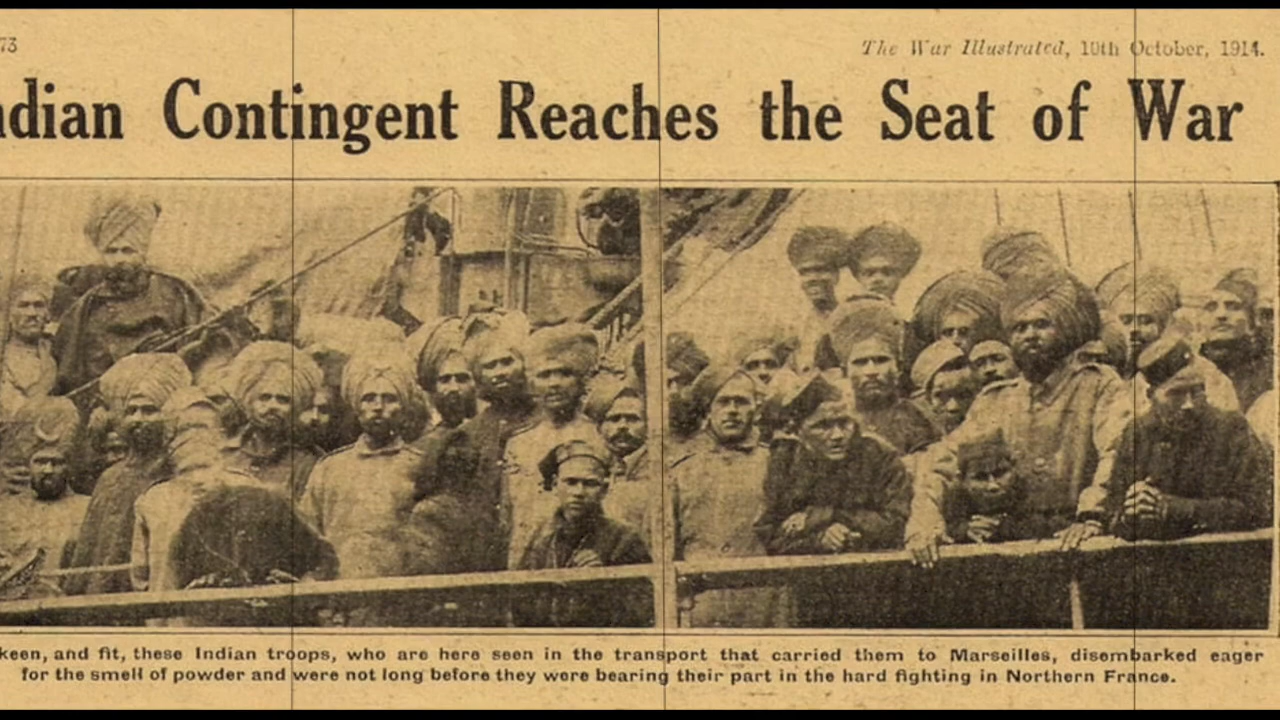 73
The War Illustrated, 10th October, 1914.
ndian Contingent Reaches the Seat of War
keen, and fit, these Indian troops, who are here seen in the transport that carried them to Marseilles, disembarked eager
for the smell of powder and were not long before they were bearing their part in the hard fighting in Northern France.